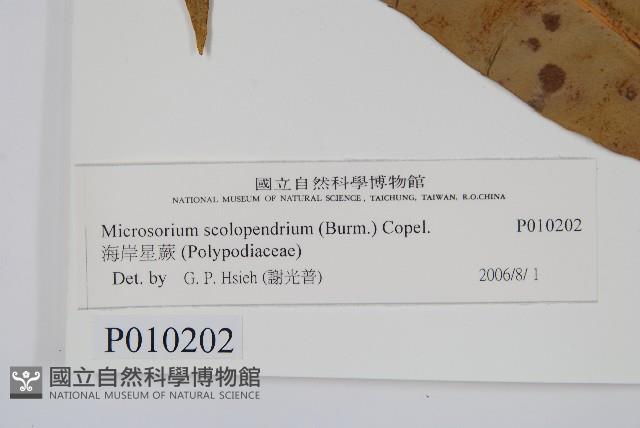 國立自然科學博物館
NATIONAL MUSEUM OF NATURAL SCIENCE, TAICHUNG, TAIWAN, R.O.CHINA
Microsorium scolopendrium (Burm.) Copel. P010202
海岸星蕨 (Polypodiaceae)
Det. by G. P. Hsieh (謝光普) 2006/8/ 1
P010202
國立自然科學博物館
NATIONAL MUSEUM OF NATURAL SCIENCE